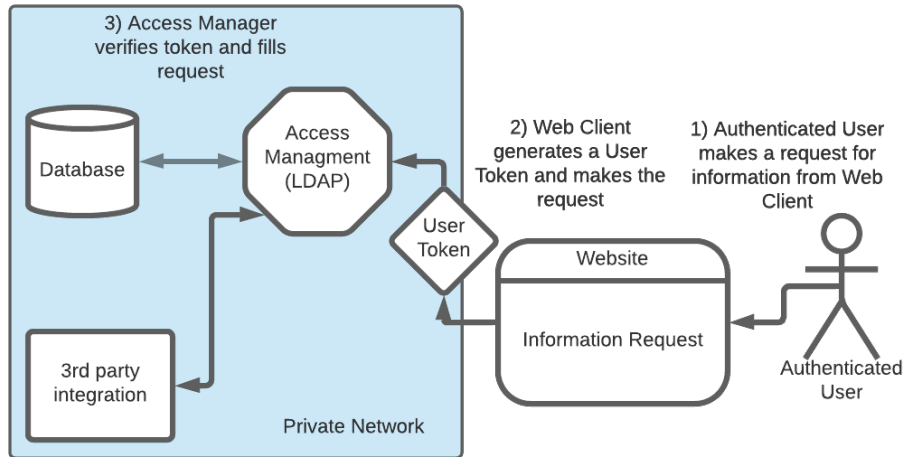 3) Access Manager
verifies token and fills
request
Database
Access
Managment
(LDAP)
3rd party
integration
Private Network
User
Token
2) Web Client
generates a User
Token and makes the
request
Website
Information Request
1) Authenticated User
makes a request for
information from Web
Client
Authenticated
User